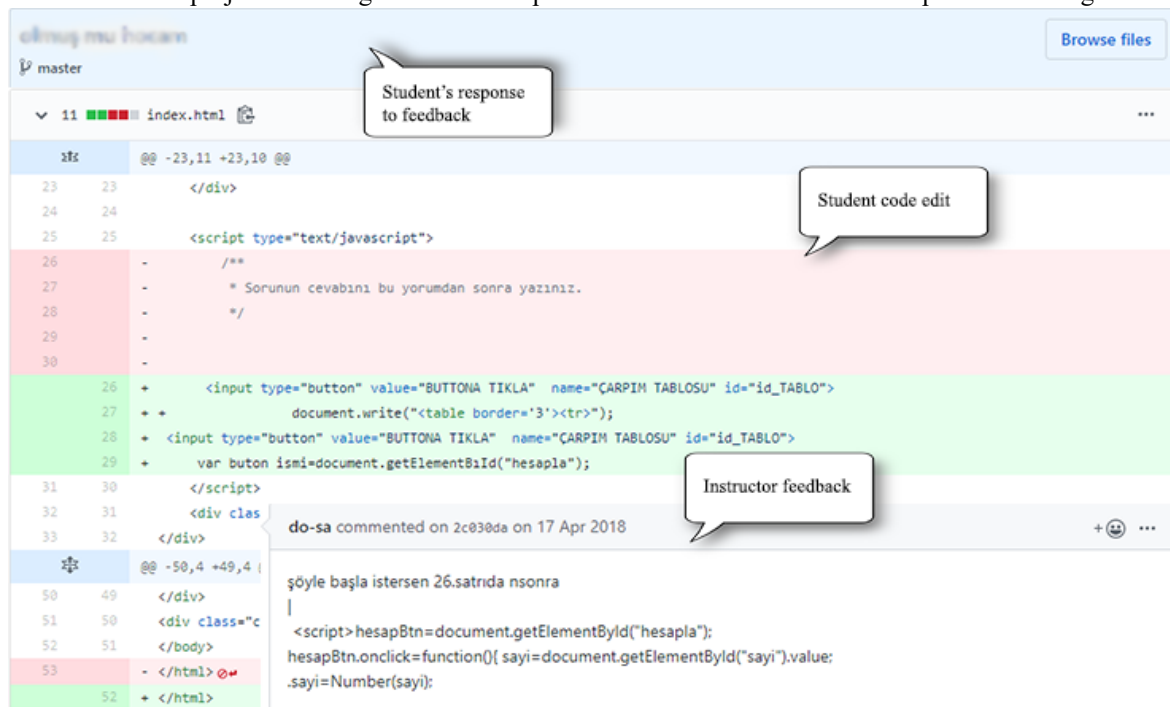 olmuş mu hocam
Browse files
master
Student's response
to feedback
11 index.html
...
@@ -23,11 +23,10 @@
23 23 </div>
24 24
Student code edit
25 25 <script type="text/javascript">
26 - /**
27 - * Sorunun cevabını bu yorumdan sonra yazınız.
28 - */
29 -
30 -
26 + <input type="button" value="BUTTONA TIKLA" name="ÇARPIM TABLOSU" id="id_TABLO">
27 + + document.write("<table border='3'><tr>");
28 + <input type="button" value="BUTTONA TIKLA" name="ÇARPIM TABLOSU" id="id_TABLO">
29 + var buton ismi=document.getElementBıId("hesapla");
31 30 </script>
Instructor feedback
32 31 <div clas
33 32 </div>
do-sa commented on 2c030da on 17 Apr 2018
@@ -50,4 +49,4
50 49 </div>
51 50 <div class="c
52 51 </body>
53 - </html>
52 + </html>
şöyle başla istersen 26.satrıda nsonra
|
<script>hesapBtn=document.getElementById("hesapla");
hesapBtn.onclick=function(){ sayi=document.getElementById("sayi").value;
.sayi=Number(sayi);